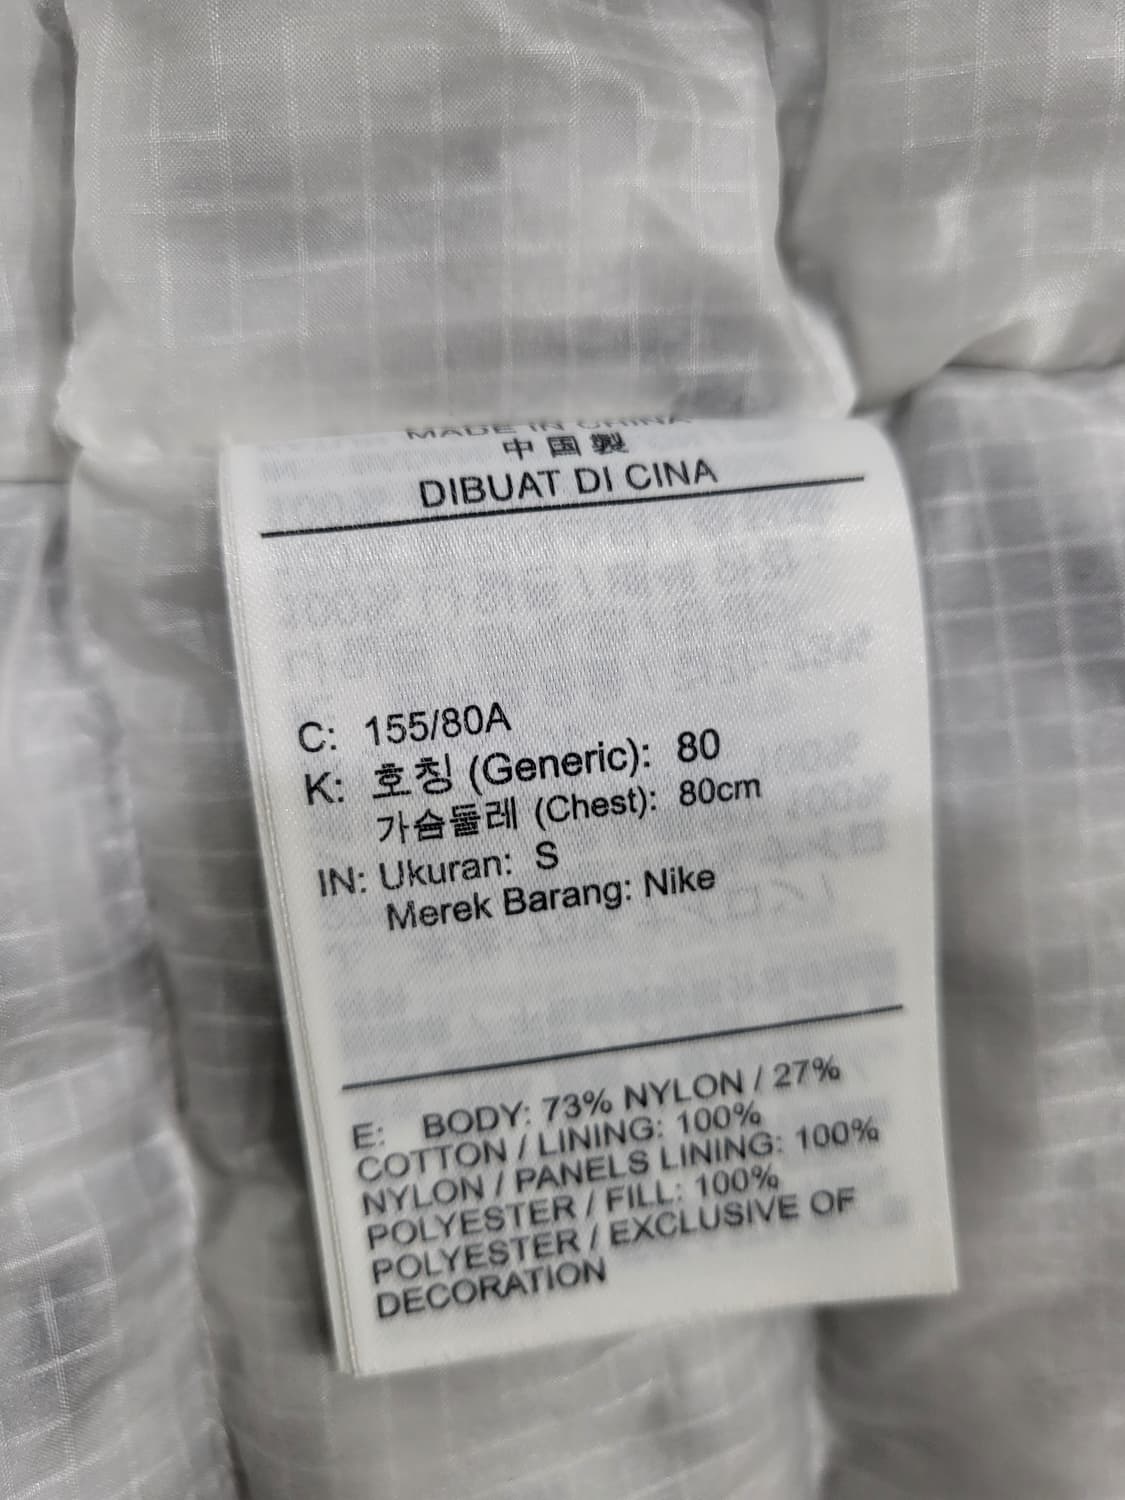 MADE IN CHINA
中国製
DIBUAT DI CINA
C: 155/80A
K: 호칭 (Generic): 80
가슴둘레 (Chest): 80cm
IN: Ukuran: S
Merek Barang: Nike
E: BODY: 73% NYLON / 27%
COTTON / LINING: 100%
NYLON / PANELS LINING: 100%
POLYESTER / FILL: 100%
POLYESTER / EXCLUSIVE OF
DECORATION